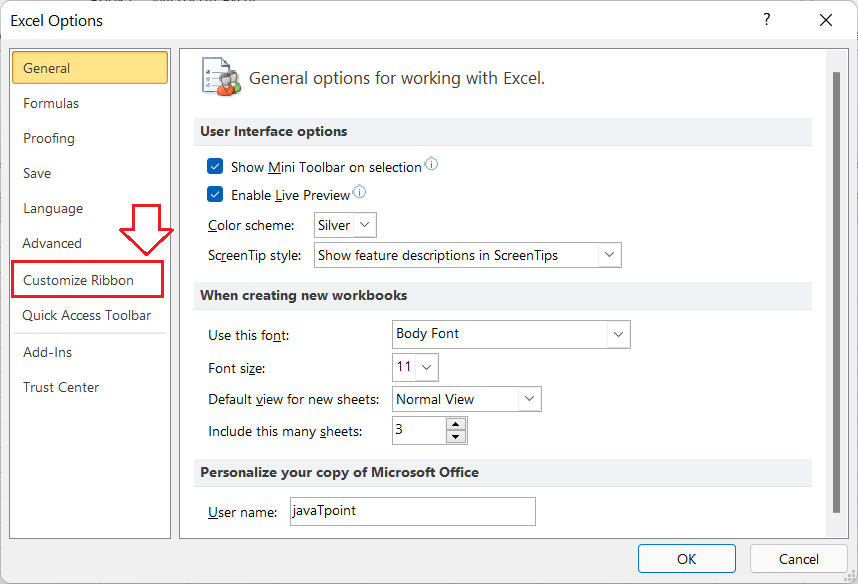 Excel Options
?
General
Formulas
Proofing
Save
Language
Advanced
Customize Ribbon
Quick Access Toolbar
Add-Ins
Trust Center
General options for working with Excel.
User Interface options
Show Mini Toolbar on selection
Enable Live Preview
Color scheme: Silver
ScreenTip style: Show feature descriptions in ScreenTips
When creating new workbooks
Use this font: Body Font
Font size: 11
Default view for new sheets: Normal View
Include this many sheets: 3
Personalize your copy of Microsoft Office
User name: javaTpoint
OK Cancel